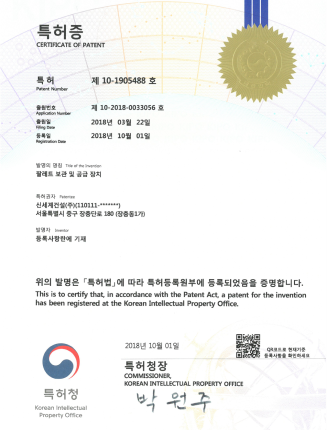 특허증
CERTIFICATE OF PATENT
특 허 제 10-1905488 호
Patent Number
출원번호 제 10-2018-0033056 호
Application Number
출원일 2018년 03월 22일
Filing Date
등록일 2018년 10월 01일
Registration Date
발명의 명칭 Title of the Invention
팔레트 보관 및 공급 장치
특허권자 Patentee
신세계건설(주)(110111-*******)
서울특별시 중구 장충단로 180 (장충동1가)
발명자 Inventor
등록사항란에 기재
위의 발명은 「특허법」에 따라 특허등록원부에 등록되었음을 증명합니다.
This is to certify that, in accordance with the Patent Act, a patent for the invention
has been registered at the Korean Intellectual Property Office.
2018년 10월 01일
QR코드로 현재기준
등록사항을 확인하세요
특허청장
COMMISSIONER,
KOREAN INTELLECTUAL PROPERTY OFFICE
박원주
특허청
Korean Intellectual
Property Office